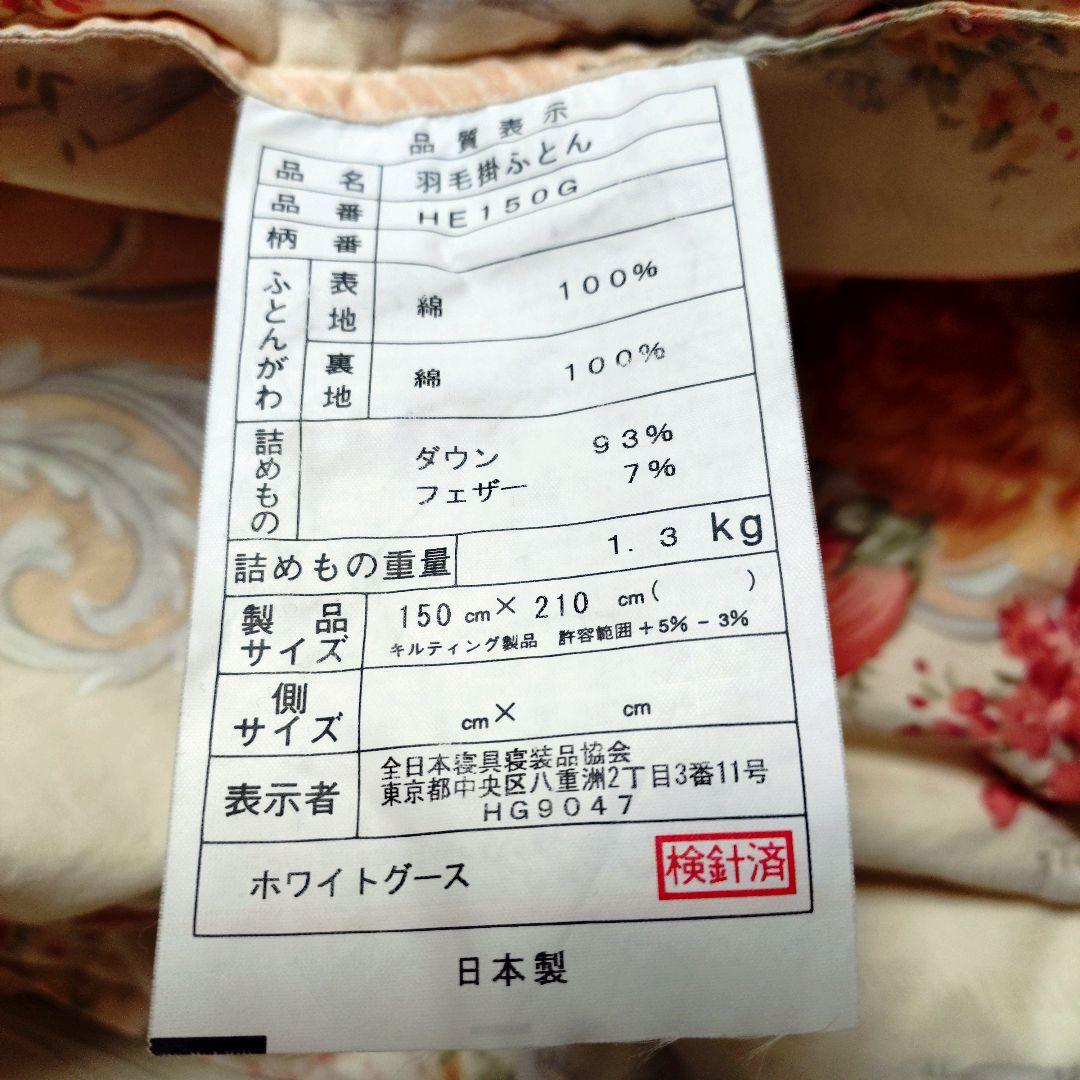 品質表示
品名 羽毛掛ふとん
品番 HE150G
柄番
ふとんがわ 表地 綿 100%
裏地 綿 100%
詰めもの ダウン 93%
フェザー 7%
詰めもの重量 1.3 kg
製品サイズ 150 cm× 210 cm( )
キルティング製品 許容範囲 +5% - 3%
側サイズ cm× cm
表示者 全日本寝具寝装品協会
東京都中央区八重洲2丁目3番11号
HG9047
ホワイトグース 検針済
日本製